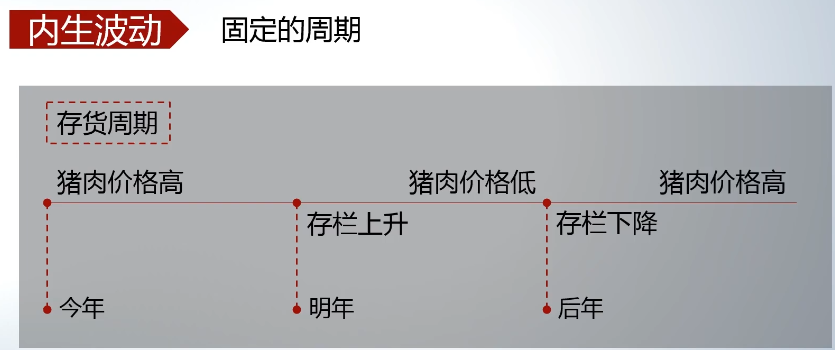 内生波动 固定的周期
存货周期
猪肉价格高 猪肉价格低 猪肉价格高
存栏上升 存栏下降
今年 明年 后年